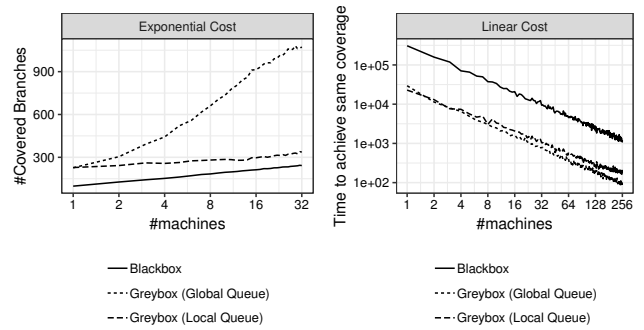 Exponential Cost
#Covered Branches
900
600
300
1 2 4 8 16 32
#machines
Blackbox
Greybox (Global Queue)
Greybox (Local Queue)
Linear Cost
Time to achieve same coverage
1e+05
1e+04
1e+03
1e+02
1 2 4 8 16 32 64 128 256
#machines
Blackbox
Greybox (Global Queue)
Greybox (Local Queue)